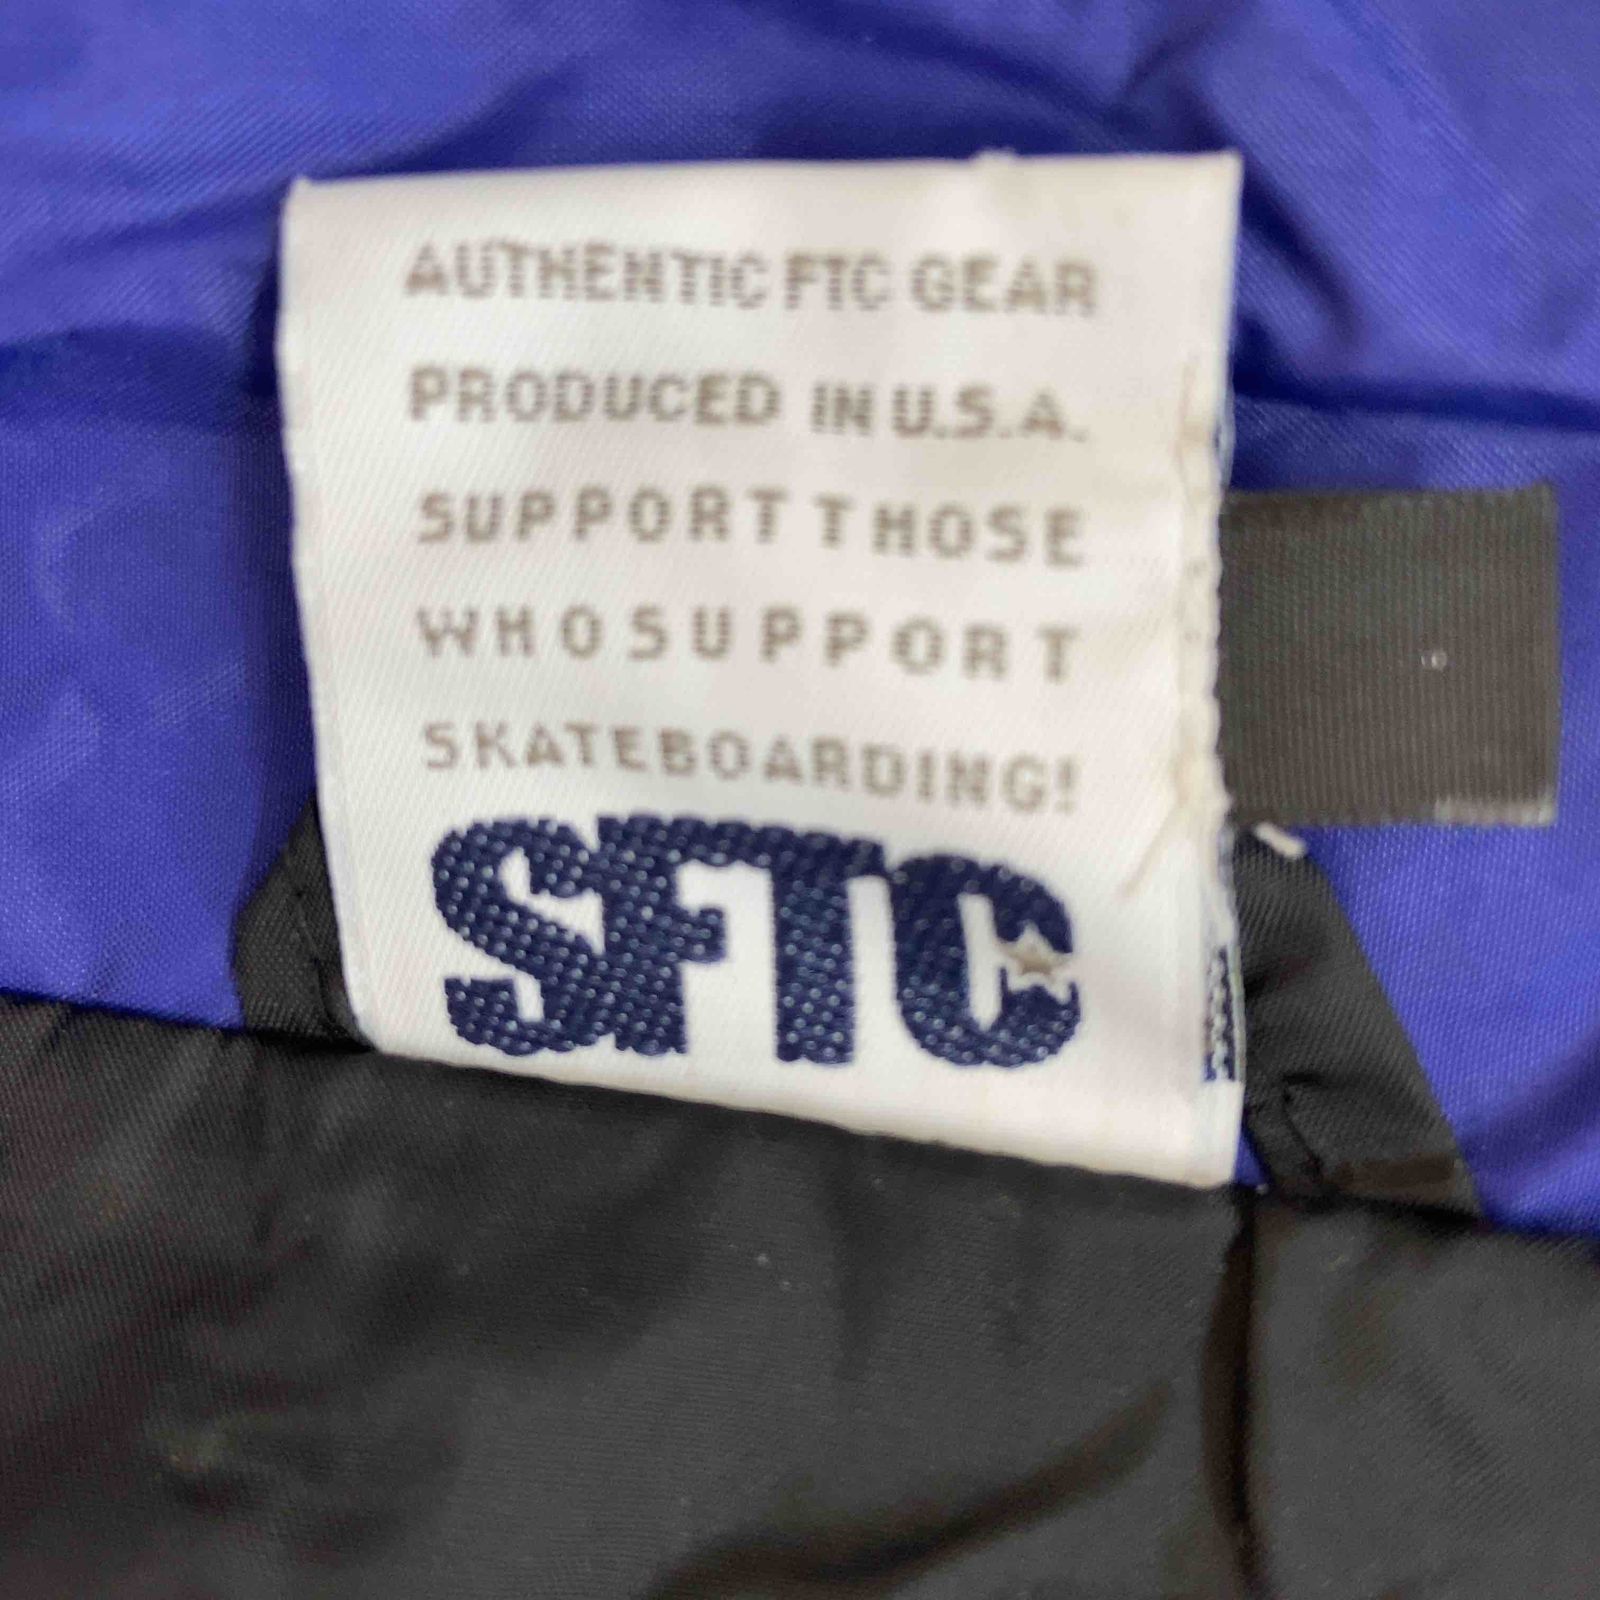 AUTHENTIC FTC GEAR
PRODUCED IN U.S.A.
SUPPORT THOSE
WHO SUPPORT
SKATEBOARDING!
SFTC